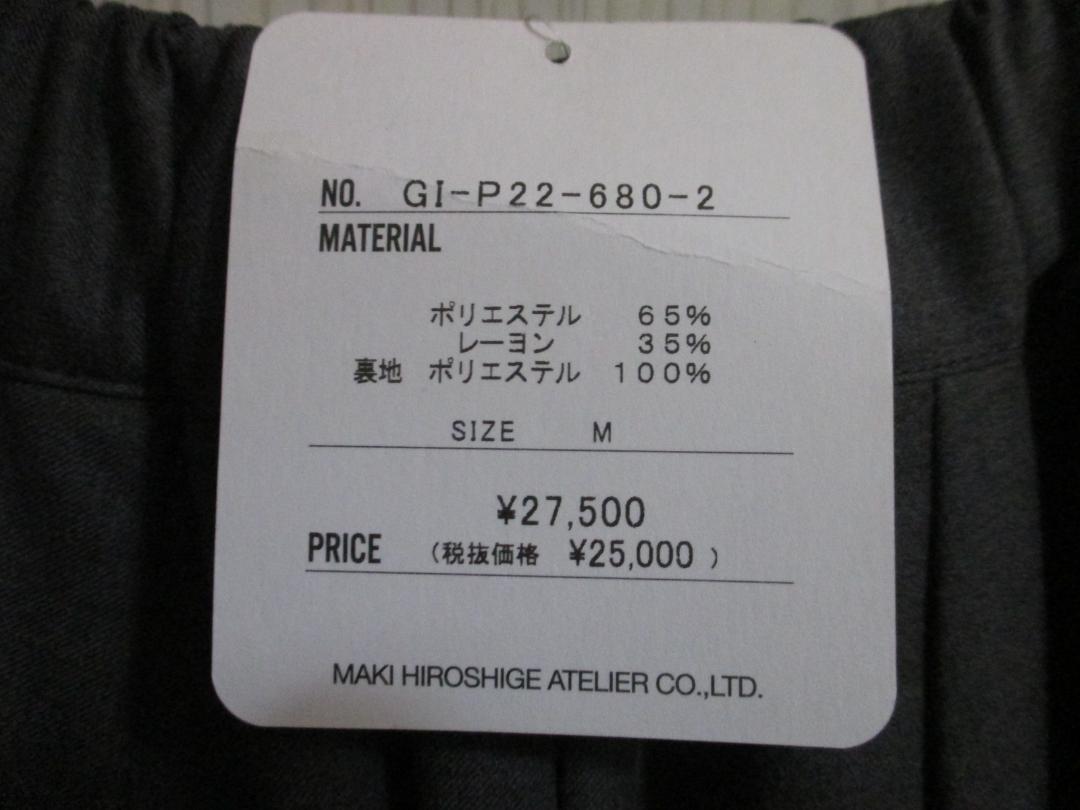 NO. GI-P22-680-2
MATERIAL
ポリエステル 65%
レーヨン 35%
裏地 ポリエステル 100%
SIZE M
¥27,500
PRICE (税抜価格 ¥25,000 )
MAKI HIROSHIGE ATELIER CO.,LTD.